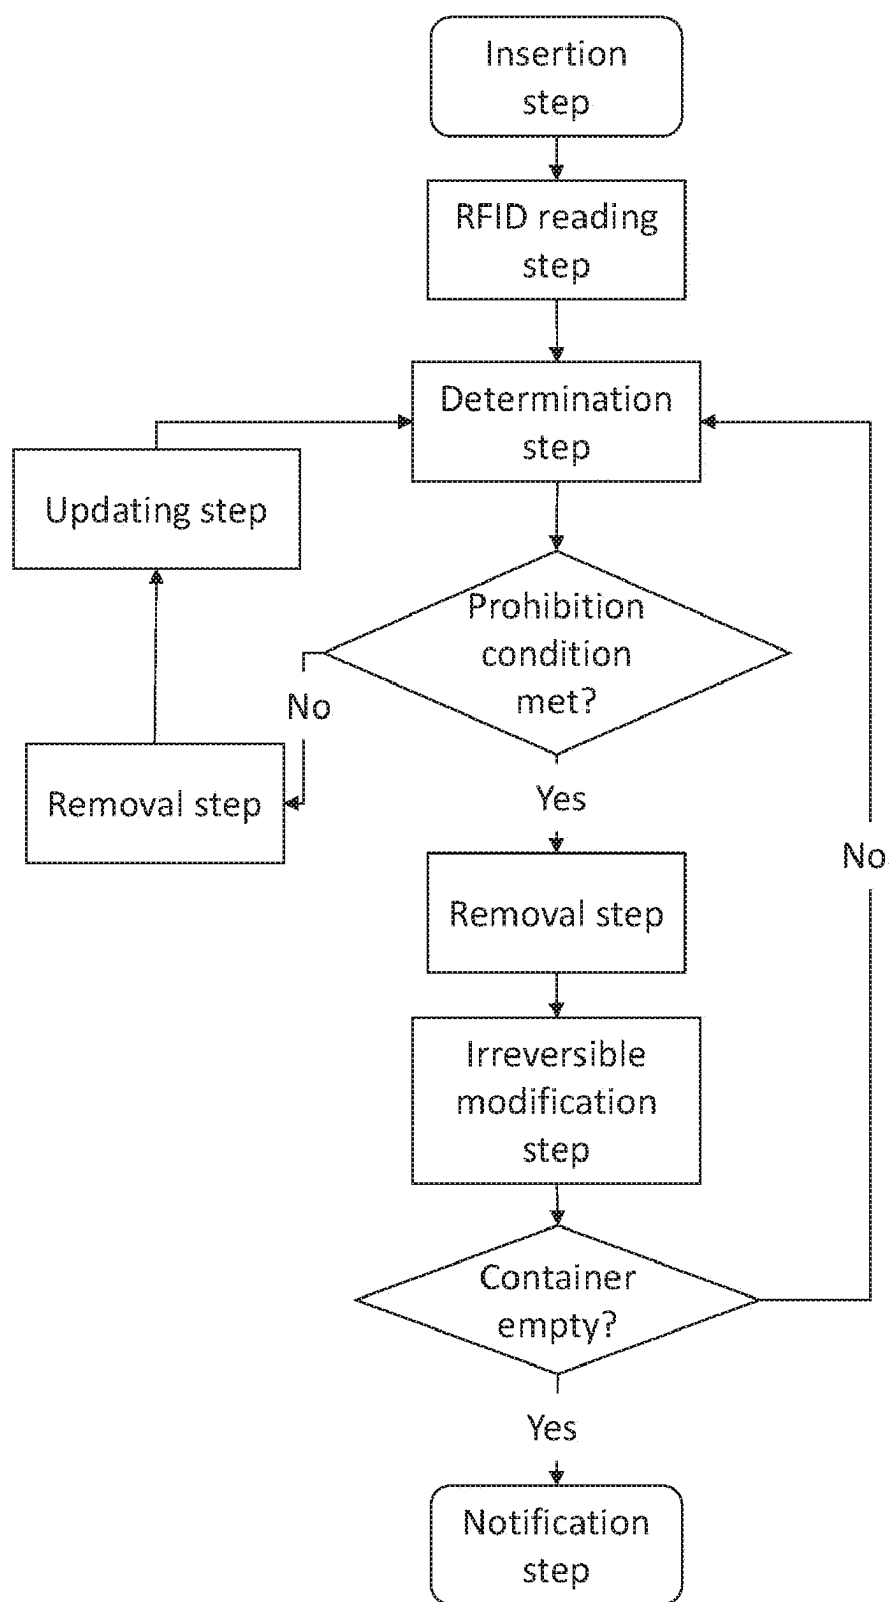 Insertion
step
RFID reading
step
Determination
step
Updating step
Prohibition
condition
met?
No
Removal step
Yes
No
Removal step
Irreversible
modification
step
Container
empty?
Yes
Notification
step